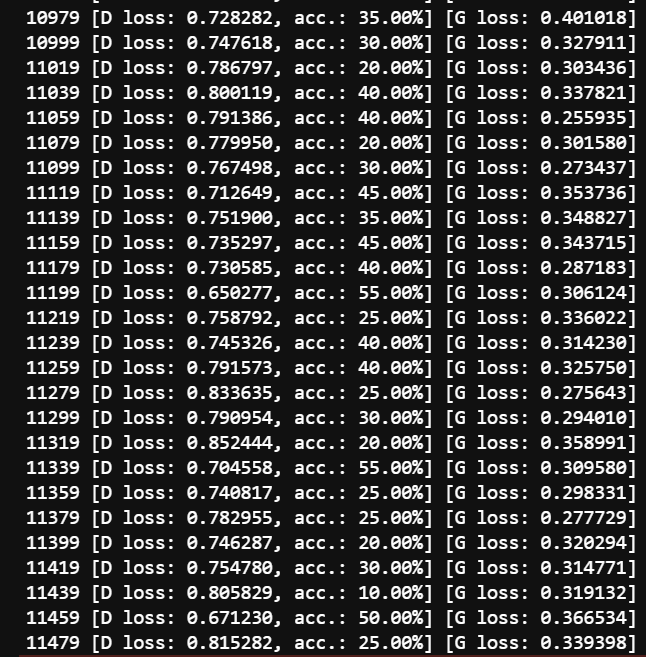 10979 [D loss: 0.728282, acc.: 35.00%] [G loss: 0.401018]
10999 [D loss: 0.747618, acc.: 30.00%] [G loss: 0.327911]
11019 [D loss: 0.786797, acc.: 20.00%] [G loss: 0.303436]
11039 [D loss: 0.800119, acc.: 40.00%] [G loss: 0.337821]
11059 [D loss: 0.791386, acc.: 40.00%] [G loss: 0.255935]
11079 [D loss: 0.779950, acc.: 20.00%] [G loss: 0.301580]
11099 [D loss: 0.767498, acc.: 30.00%] [G loss: 0.273437]
11119 [D loss: 0.712649, acc.: 45.00%] [G loss: 0.353736]
11139 [D loss: 0.751900, acc.: 35.00%] [G loss: 0.348827]
11159 [D loss: 0.735297, acc.: 45.00%] [G loss: 0.343715]
11179 [D loss: 0.730585, acc.: 40.00%] [G loss: 0.287183]
11199 [D loss: 0.650277, acc.: 55.00%] [G loss: 0.306124]
11219 [D loss: 0.758792, acc.: 25.00%] [G loss: 0.336022]
11239 [D loss: 0.745326, acc.: 40.00%] [G loss: 0.314230]
11259 [D loss: 0.791573, acc.: 40.00%] [G loss: 0.325750]
11279 [D loss: 0.833635, acc.: 25.00%] [G loss: 0.275643]
11299 [D loss: 0.790954, acc.: 30.00%] [G loss: 0.294010]
11319 [D loss: 0.852444, acc.: 20.00%] [G loss: 0.358991]
11339 [D loss: 0.704558, acc.: 55.00%] [G loss: 0.309580]
11359 [D loss: 0.740817, acc.: 25.00%] [G loss: 0.298331]
11379 [D loss: 0.782955, acc.: 25.00%] [G loss: 0.277729]
11399 [D loss: 0.746287, acc.: 20.00%] [G loss: 0.320294]
11419 [D loss: 0.754780, acc.: 30.00%] [G loss: 0.314771]
11439 [D loss: 0.805829, acc.: 10.00%] [G loss: 0.319132]
11459 [D loss: 0.671230, acc.: 50.00%] [G loss: 0.366534]
11479 [D loss: 0.815282, acc.: 25.00%] [G loss: 0.339398]